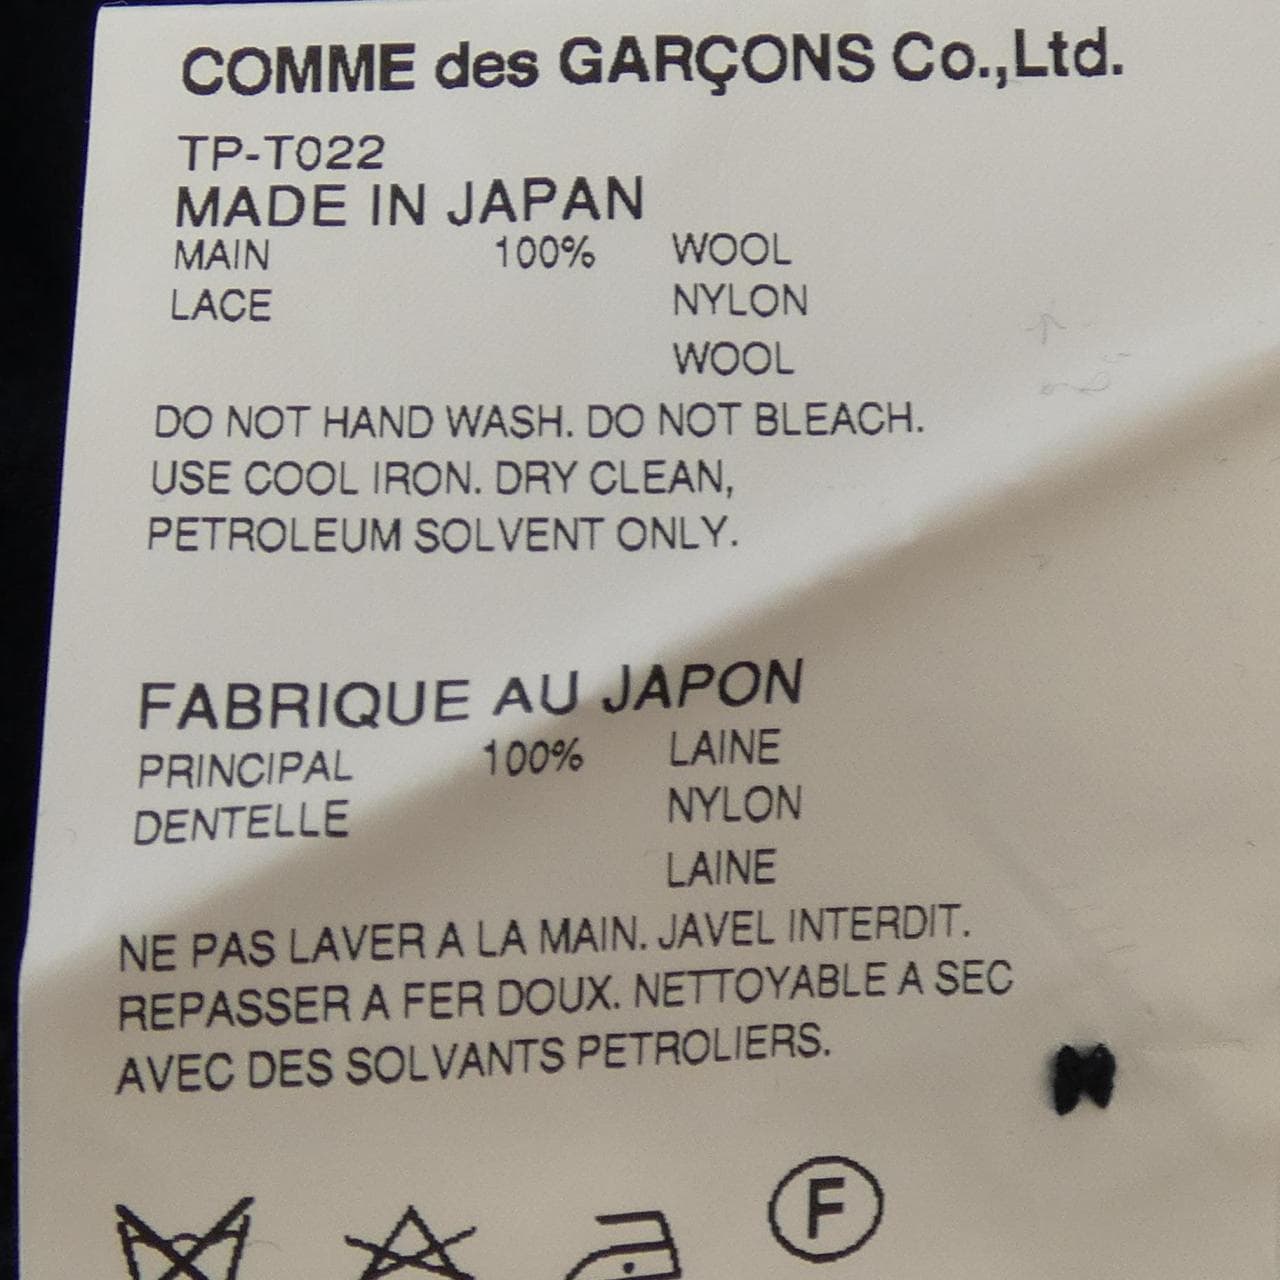 COMME des GARÇONS Co.,Ltd.
TP-T022
MADE IN JAPAN
MAIN 100% WOOL
LACE NYLON
WOOL
DO NOT HAND WASH. DO NOT BLEACH.
USE COOL IRON. DRY CLEAN,
PETROLEUM SOLVENT ONLY.
FABRIQUE AU JAPON
PRINCIPAL 100% LAINE
DENTELLE NYLON
LAINE
NE PAS LAVER A LA MAIN. JAVEL INTERDIT.
REPASSER A FER DOUX. NETTOYABLE A SEC
AVEC DES SOLVANTS PETROLIERS.
F